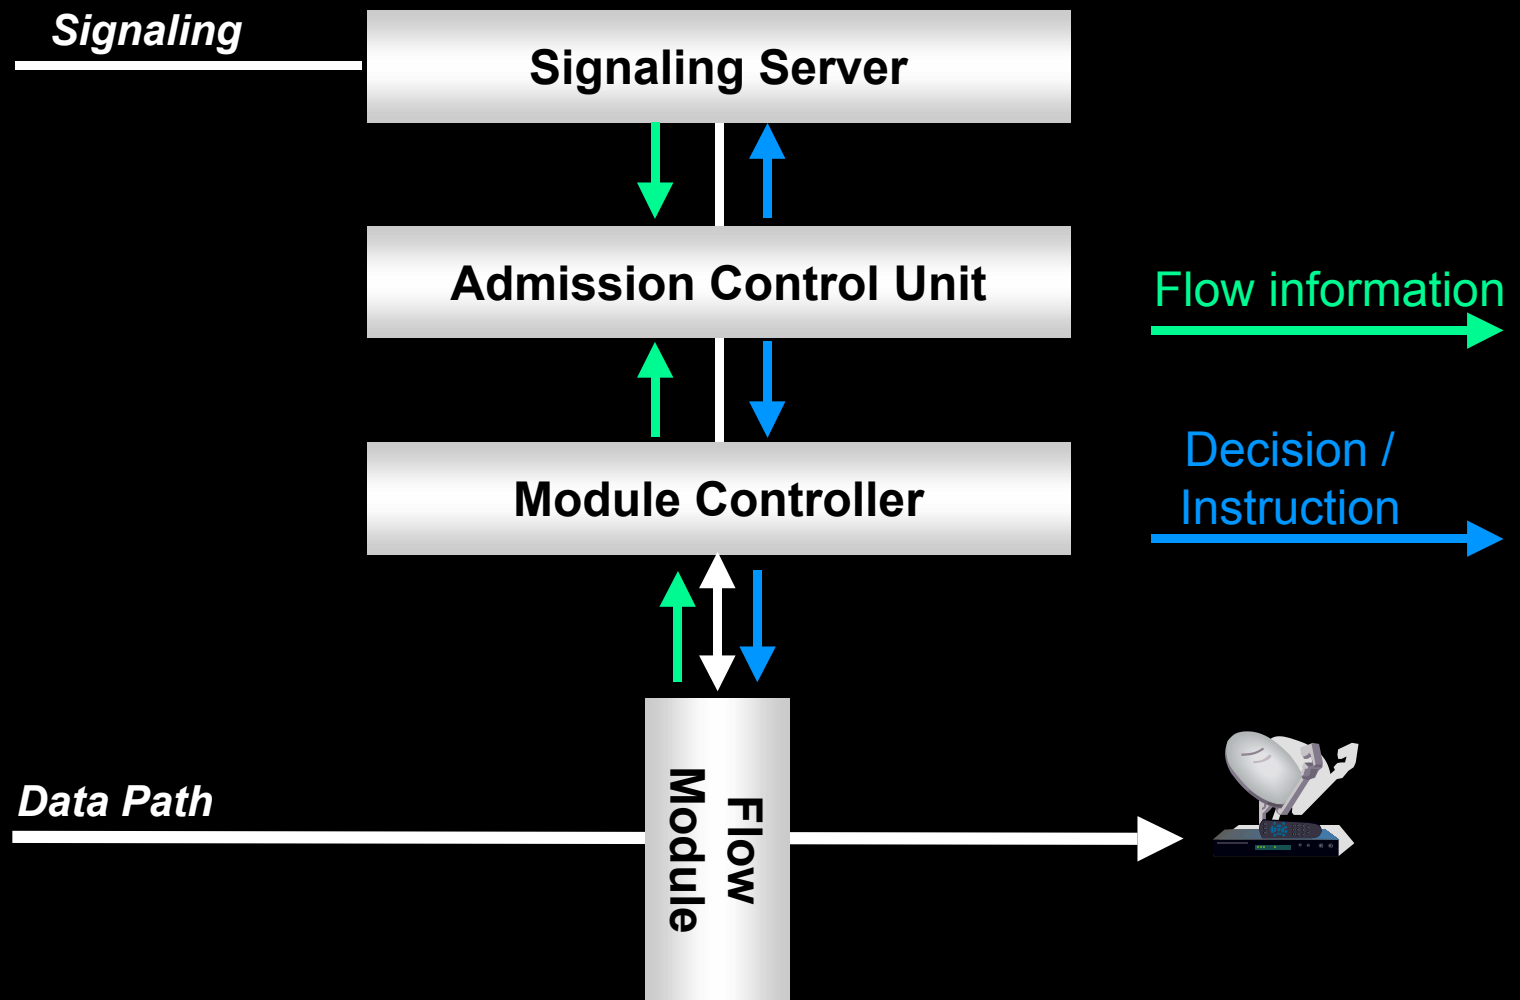 Signaling
Signaling Server
Admission Control Unit
Flow information
Decision /
Instruction
Module Controller
Data Path
Flow
Module